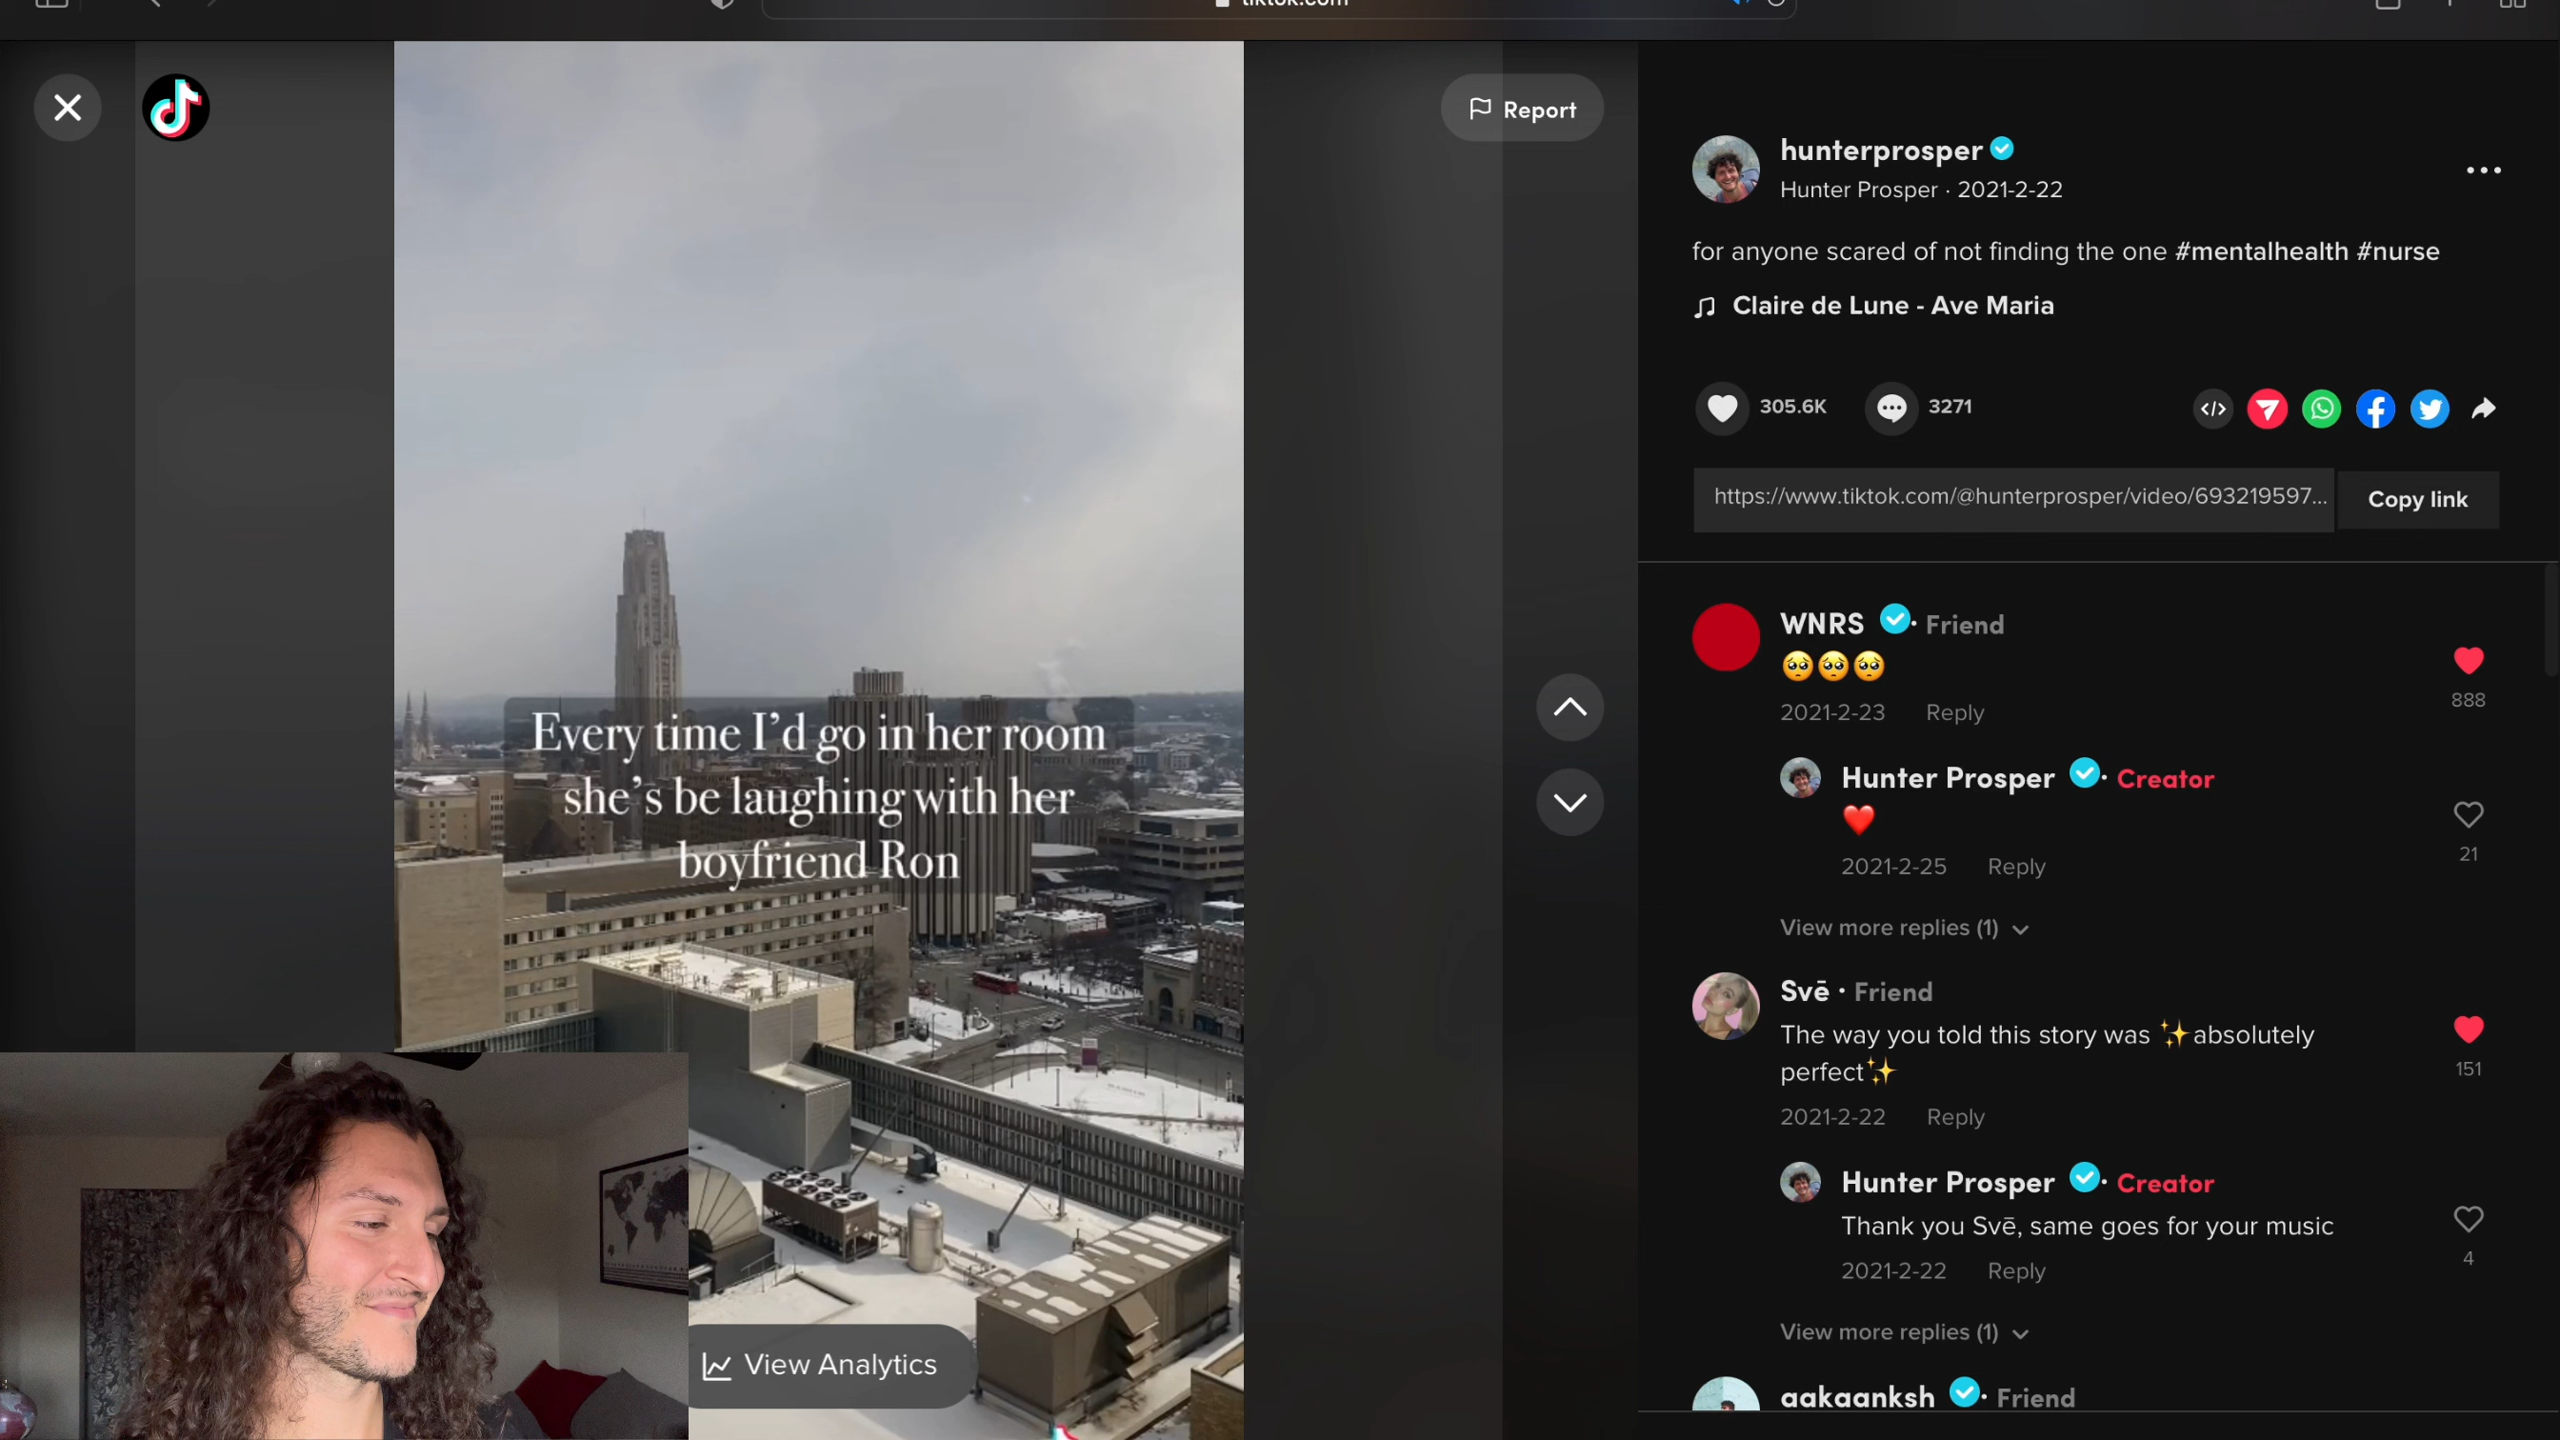 tiktok.com
Report
hunterprosper
Hunter Prosper · 2021-2-22
for anyone scared of not finding the one #mentalhealth #nurse
Claire de Lune - Ave Maria
305.6K
3271
https://www.tiktok.com/@hunterprosper/video/693219597...
Copy link
Every time I'd go in her room
she's be laughing with her
boyfriend Ron
View Analytics
WNRS · Friend
🥺🥺🥺
888
2021-2-23 Reply
Hunter Prosper · Creator
❤️
21
2021-2-25 Reply
View more replies (1)
Svē · Friend
The way you told this story was ✨absolutely
perfect✨
151
2021-2-22 Reply
Hunter Prosper · Creator
Thank you Svē, same goes for your music
4
2021-2-22 Reply
View more replies (1)
aakaanksh · Friend